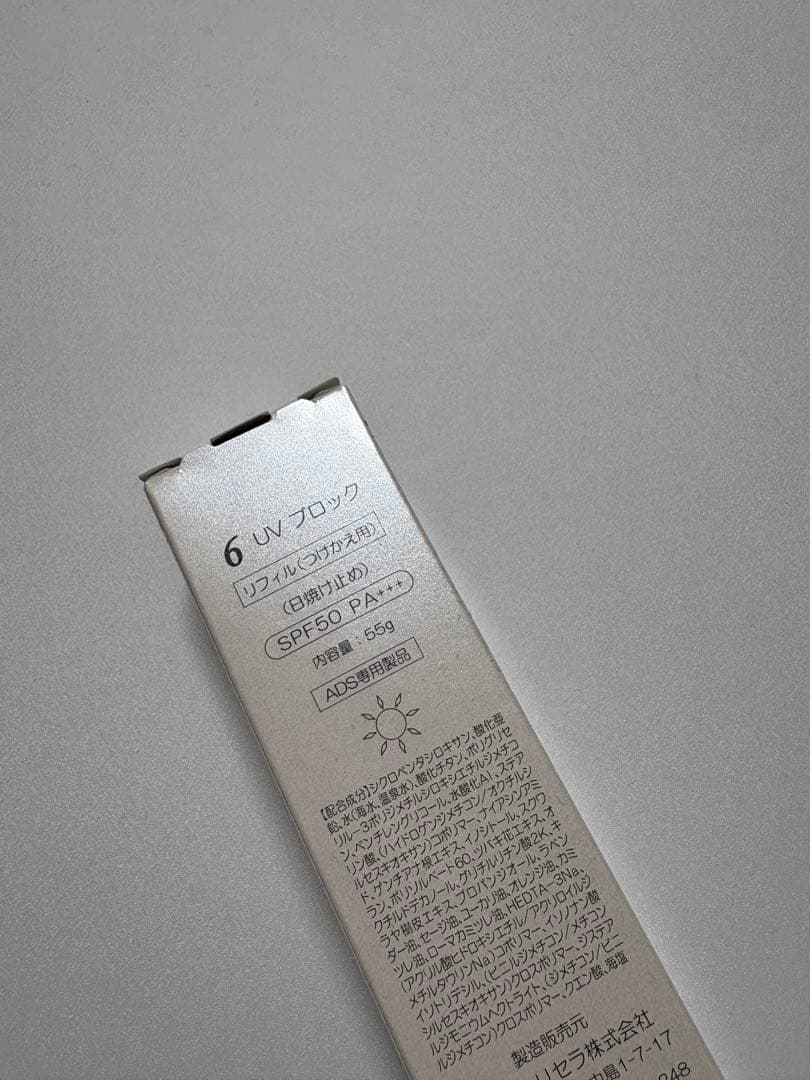 6 UV ブロック
リフィル(つけかえ用)
(日焼け止め)
SPF50 PA+++
内容量：55g
ADS専用製品
【配合成分】シクロペンタシロキサン、酸化亜
鉛、水(海水、温泉水)、酸化チタン、ポリグリセ
リル-3ポリジメチルシロキシエチルジメチコ
ン、ペンチレングリコール、水酸化Al、ステア
リン酸、(ハイドロゲンジメチコン/オクチルシ
ルセスキオキサン)コポリマー、ナイアシンアミ
ド、ゲンチアナ根エキス、イノシトール、スクワ
ラン、ポリソルベート60、ツバキ花エキス、オ
クチルドデカノール、グリチルリチン酸2K、キ
ラヤ樹皮エキス、プロパンジオール、ラベン
ダー油、セージ油、ユーカリ油、オレンジ油、カミ
ツレ油、ローマカミツレ油、HEDTA-3Na、
(アクリル酸ヒドロキシエチル/アクリロイルジ
メチルタウリンNa)コポリマー、イソノナン酸
イソトリデシル、(ビニルジメチコン/メチコン
シルセスキオキサン)クロスポリマー、ジステア
ルジモニウムヘクトライト、(ジメチコン/ビニ
ルジメチコン)クロスポリマー、クエン酸、海塩
製造販売元
リセラ株式会社
中島1-7-17
248